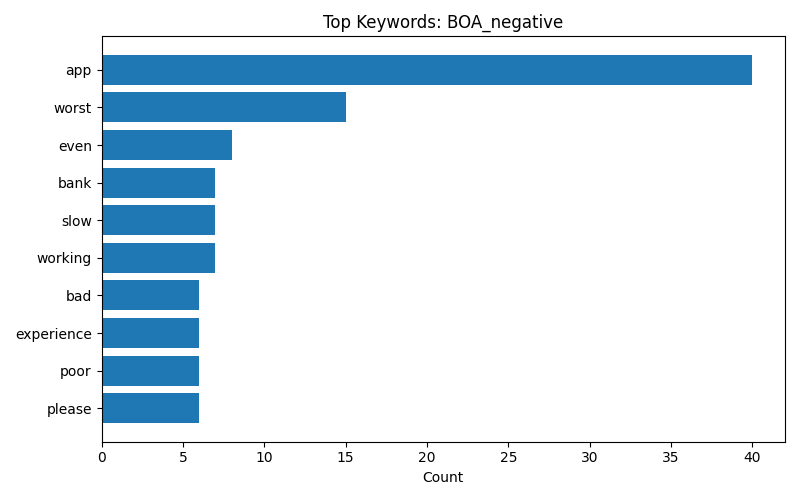 Top Keywords: BOA_negative
app
worst
even
bank
slow
working
bad
experience
poor
please
0 5 10 15 20 25 30 35 40
Count